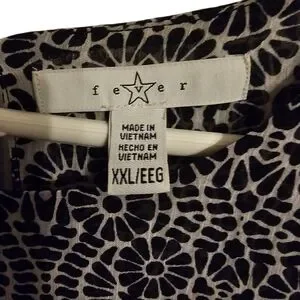 fever
MADE IN
VIETNAM
HECHO EN
VIETNAM
XXL/EEG